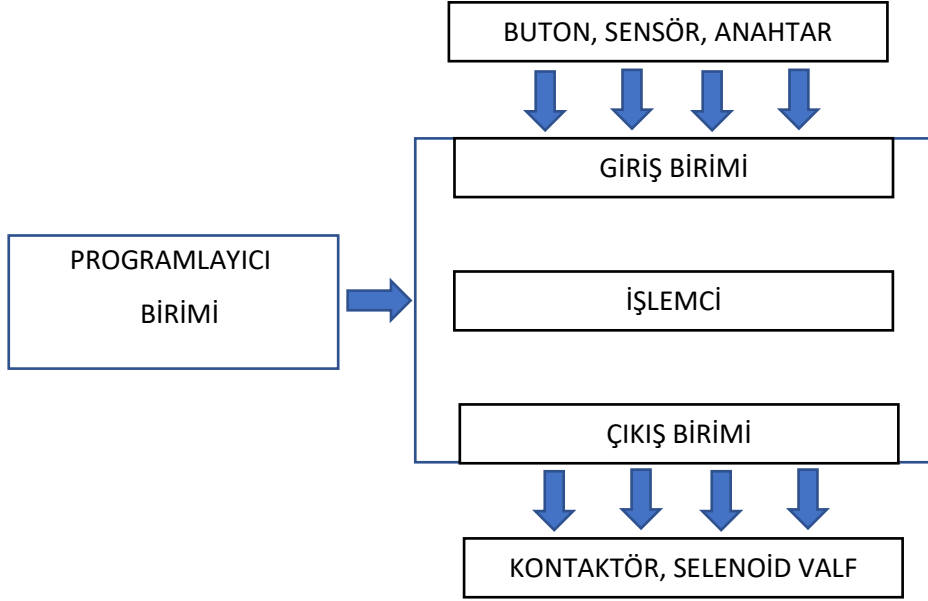 BUTON, SENSÖR, ANAHTAR
GİRİŞ BİRİMİ
PROGRAMLAYICI
BİRİMİ
İŞLEMCİ
ÇIKIŞ BİRİMİ
KONTAKTÖR, SELENOİD VALF